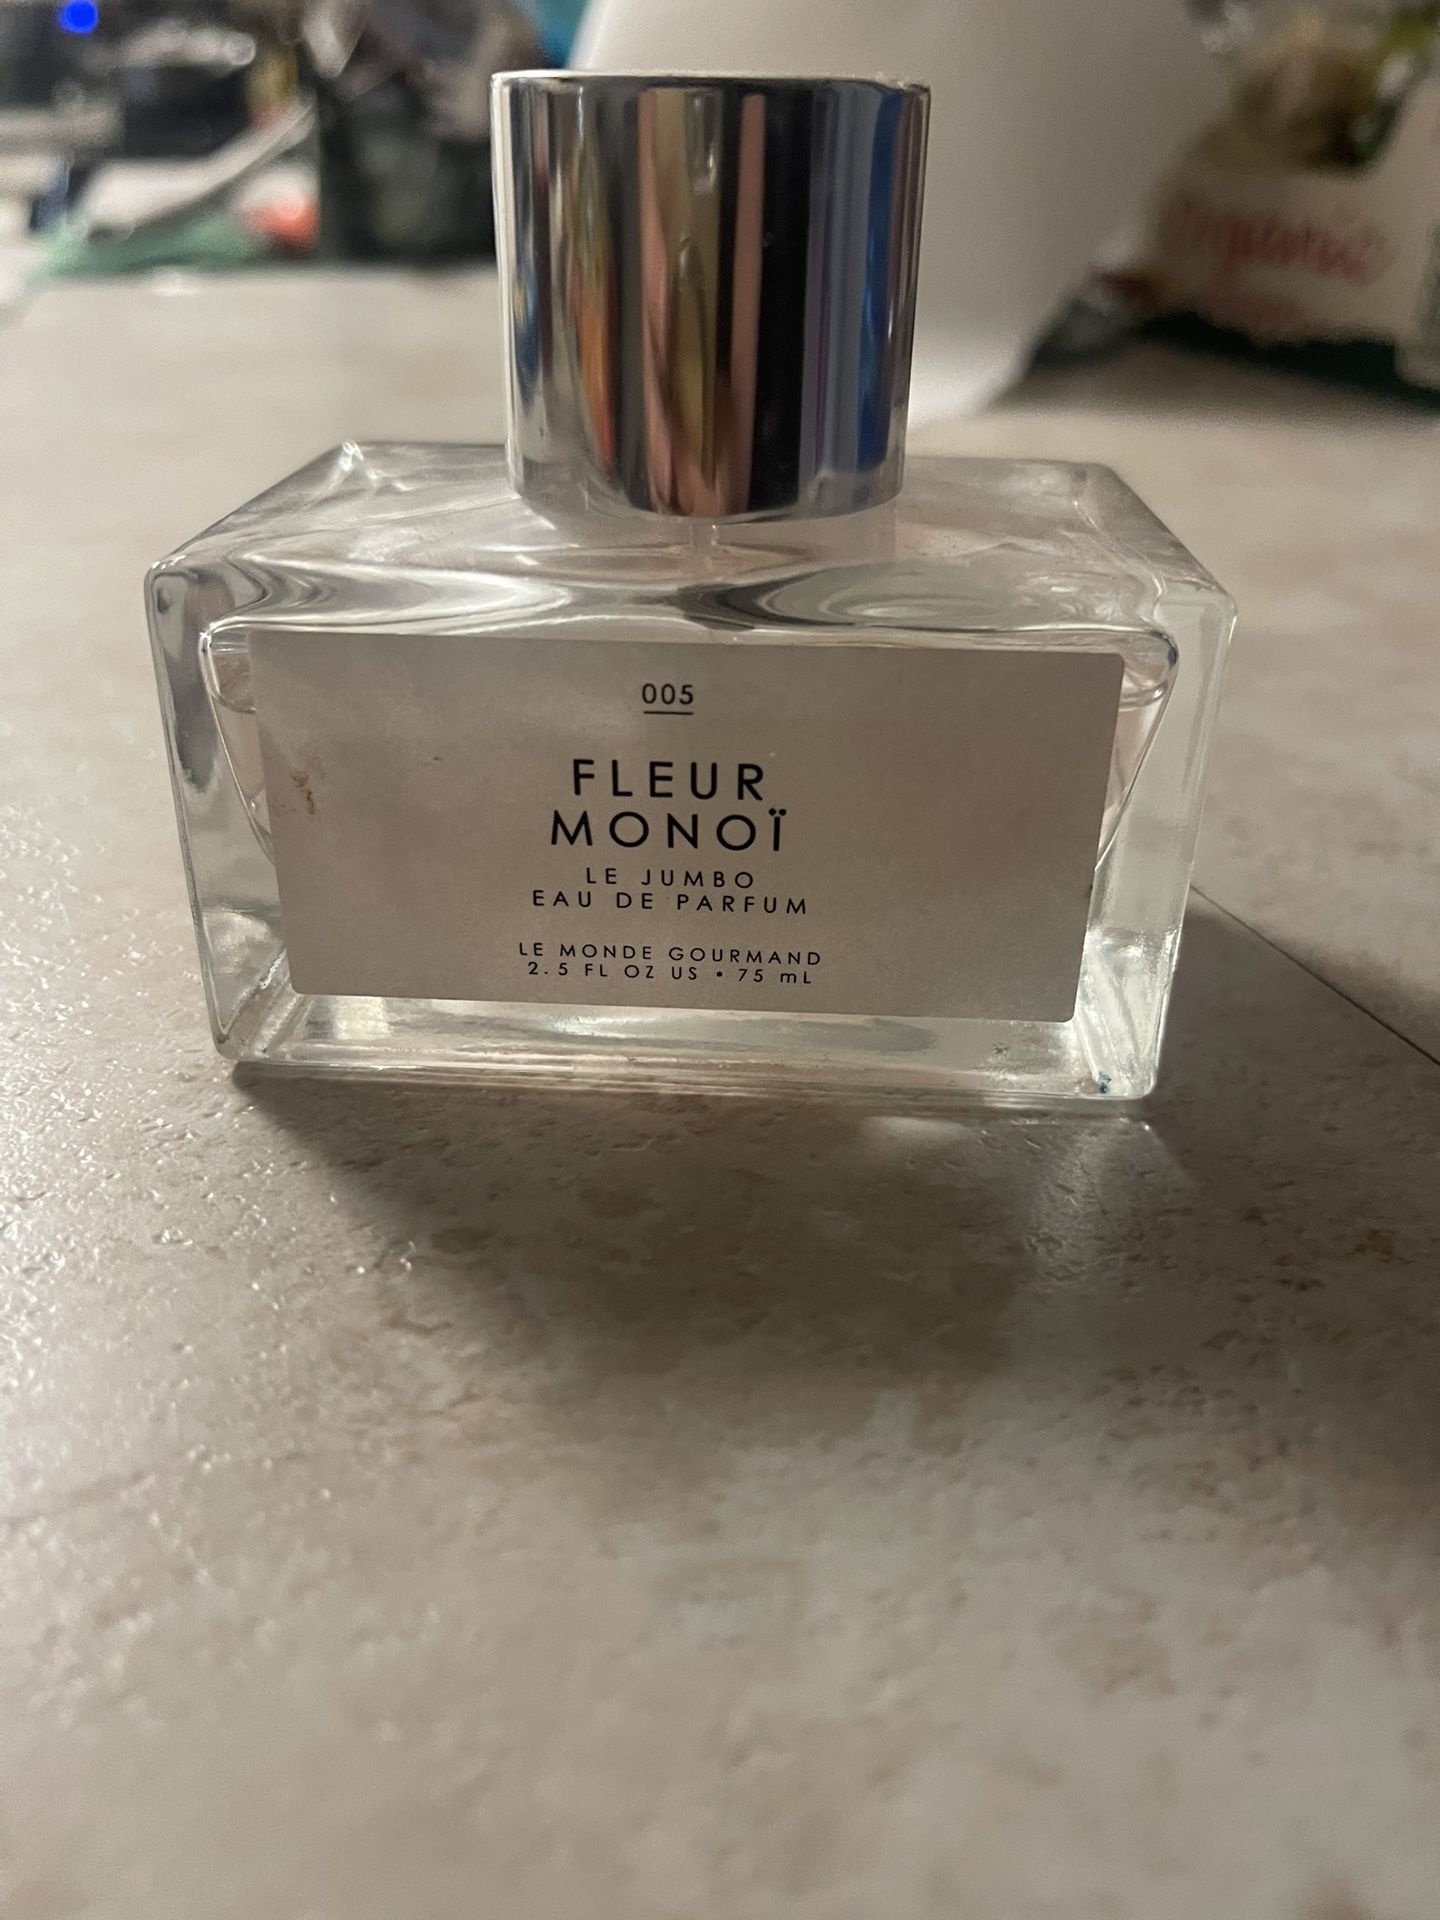 005
FLEUR
MONOÏ
LE JUMBO
EAU DE PARFUM
LE MONDE GOURMAND
2.5 FL OZ US • 75 mL